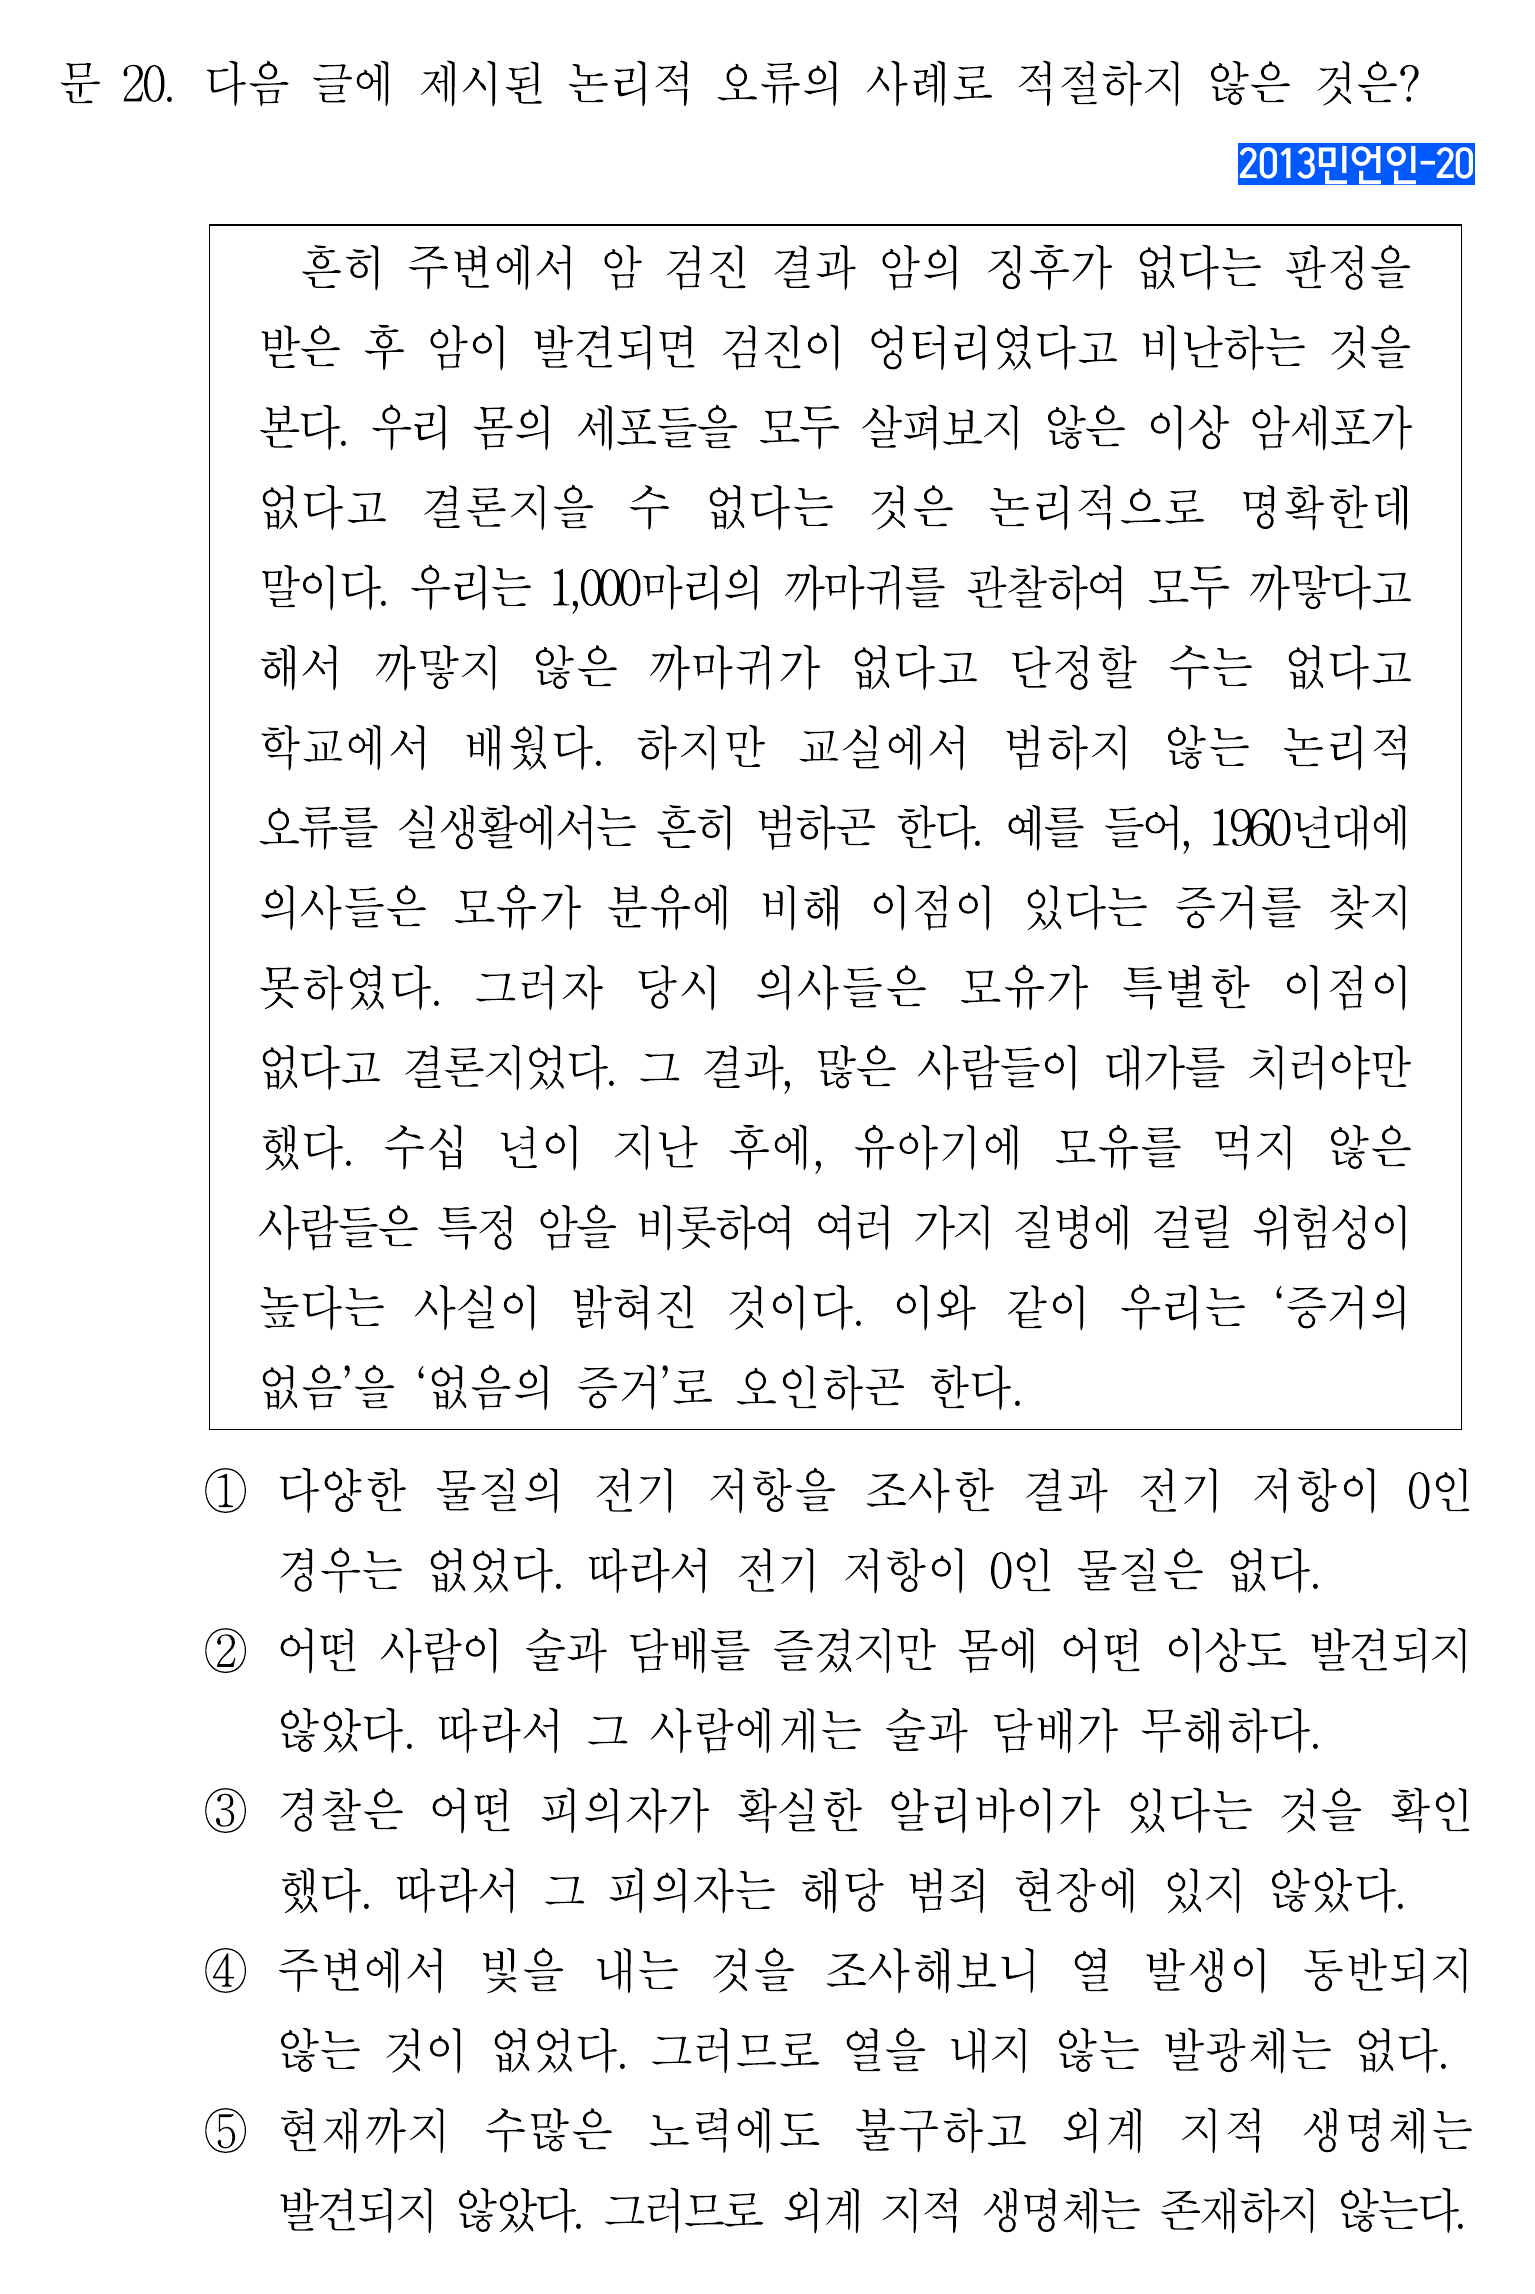 문 20. 다음 글에 제시된 논리적 오류의 사례로 적절하지 않은 것은?
2013민언인-20
흔히 주변에서 암 검진 결과 암의 징후가 없다는 판정을
받은 후 암이 발견되면 검진이 엉터리였다고 비난하는 것을
본다. 우리 몸의 세포들을 모두 살펴보지 않은 이상 암세포가
없다고 결론지을 수 없다는 것은 논리적으로 명확한데
말이다. 우리는 1,000마리의 까마귀를 관찰하여 모두 까맣다고
해서 까맣지 않은 까마귀가 없다고 단정할 수는 없다고
학교에서 배웠다. 하지만 교실에서 범하지 않는 논리적
오류를 실생활에서는 흔히 범하곤 한다. 예를 들어, 1960년대에
의사들은 모유가 분유에 비해 이점이 있다는 증거를 찾지
못하였다. 그러자 당시 의사들은 모유가 특별한 이점이
없다고 결론지었다. 그 결과, 많은 사람들이 대가를 치러야만
했다. 수십 년이 지난 후에, 유아기에 모유를 먹지 않은
사람들은 특정 암을 비롯하여 여러 가지 질병에 걸릴 위험성이
높다는 사실이 밝혀진 것이다. 이와 같이 우리는 ‘증거의
없음’을 ‘없음의 증거’로 오인하곤 한다.
① 다양한 물질의 전기 저항을 조사한 결과 전기 저항이 0인
경우는 없었다. 따라서 전기 저항이 0인 물질은 없다.
② 어떤 사람이 술과 담배를 즐겼지만 몸에 어떤 이상도 발견되지
않았다. 따라서 그 사람에게는 술과 담배가 무해하다.
③ 경찰은 어떤 피의자가 확실한 알리바이가 있다는 것을 확인
했다. 따라서 그 피의자는 해당 범죄 현장에 있지 않았다.
④ 주변에서 빛을 내는 것을 조사해보니 열 발생이 동반되지
않는 것이 없었다. 그러므로 열을 내지 않는 발광체는 없다.
⑤ 현재까지 수많은 노력에도 불구하고 외계 지적 생명체는
발견되지 않았다. 그러므로 외계 지적 생명체는 존재하지 않는다.